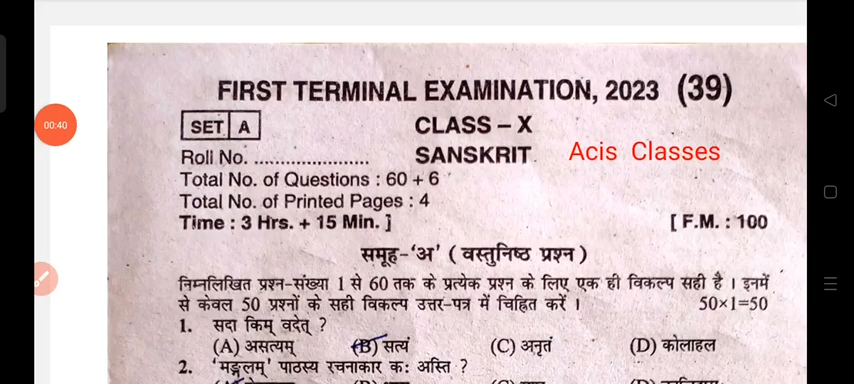 FIRST TERMINAL EXAMINATION, 2023 (39)
SET A
CLASS – X
Roll No. ......................
SANSKRIT
Acis Classes
Total No. of Questions : 60 + 6
Total No. of Printed Pages : 4
Time : 3 Hrs. + 15 Min. ]
[ F.M. : 100
समूह-‘अ’ ( वस्तुनिष्ठ प्रश्न )
निम्नलिखित प्रश्न-संख्या 1 से 60 तक के प्रत्येक प्रश्न के लिए एक ही विकल्प सही है । इनमें
से केवल 50 प्रश्नों के सही विकल्प उत्तर-पत्र में चिह्नित करें । 50×1=50
1. सदा किम् वदेत् ?
(A) असत्यम् (B) सत्यं (C) अनृतं (D) कोलाहल
2. ‘मङ्गलम्’ पाठस्य रचनाकार कः अस्ति ?
00:40